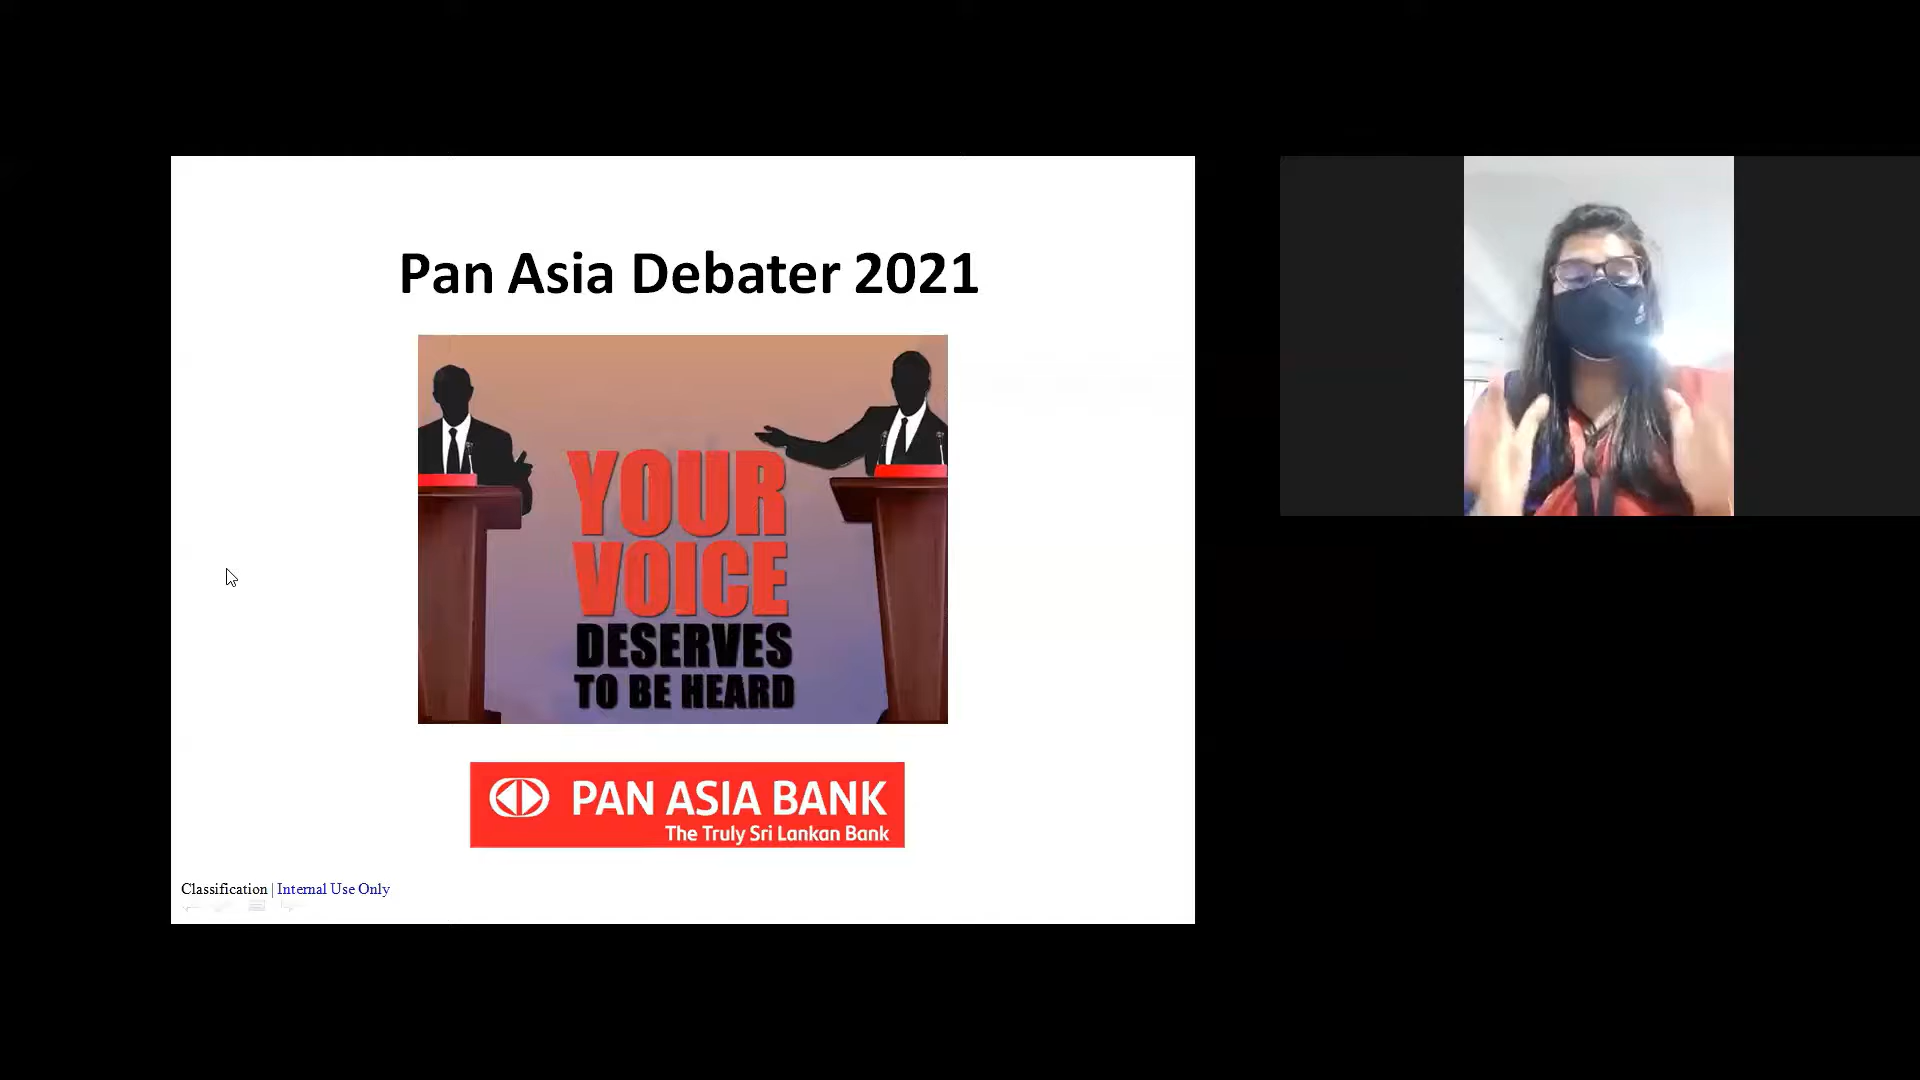 Pan Asia Debater 2021
YOUR
VOICE
DESERVES
TO BE HEARD
PAN ASIA BANK
The Truly Sri Lankan Bank
Classification | Internal Use Only